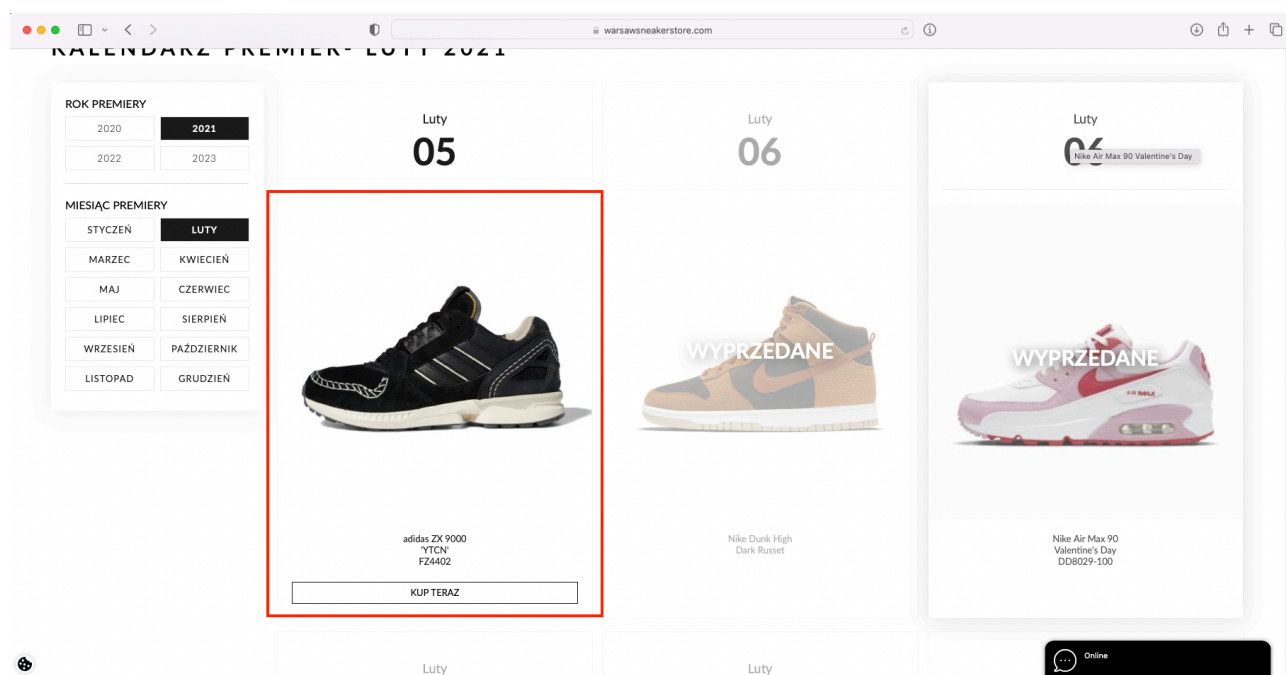 warsawsneakerstore.com
KALENDARZ PREMIER- LUTY 2021
ROK PREMIERY
2020 2021
2022 2023
MIESIĄC PREMIERY
STYCZEŃ LUTY
MARZEC KWIECIEŃ
MAJ CZERWIEC
LIPIEC SIERPIEŃ
WRZESIEŃ PAŹDZIERNIK
LISTOPAD GRUDZIEŃ
Luty
05
adidas ZX 9000
'YTCN'
FZ4402
KUP TERAZ
Luty
06
WYPRZEDANE
Nike Dunk High
Dark Russet
Luty
06
Nike Air Max 90 Valentine's Day
WYPRZEDANE
AIR MAX
Nike Air Max 90
Valentine's Day
DD8029-100
Luty
Luty
Online